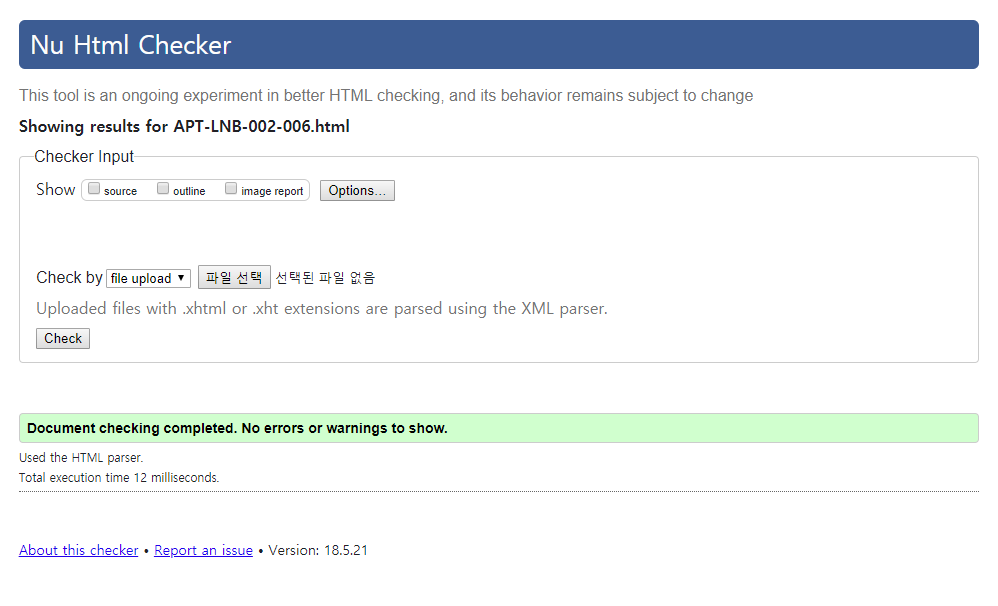 Nu Html Checker
This tool is an ongoing experiment in better HTML checking, and its behavior remains subject to change
Showing results for APT-LNB-002-006.html
Checker Input
Show source outline image report Options...
Check by file upload ▼ 파일 선택 선택된 파일 없음
Uploaded files with .xhtml or .xht extensions are parsed using the XML parser.
Check
Document checking completed. No errors or warnings to show.
Used the HTML parser.
Total execution time 12 milliseconds.
About this checker • Report an issue • Version: 18.5.21